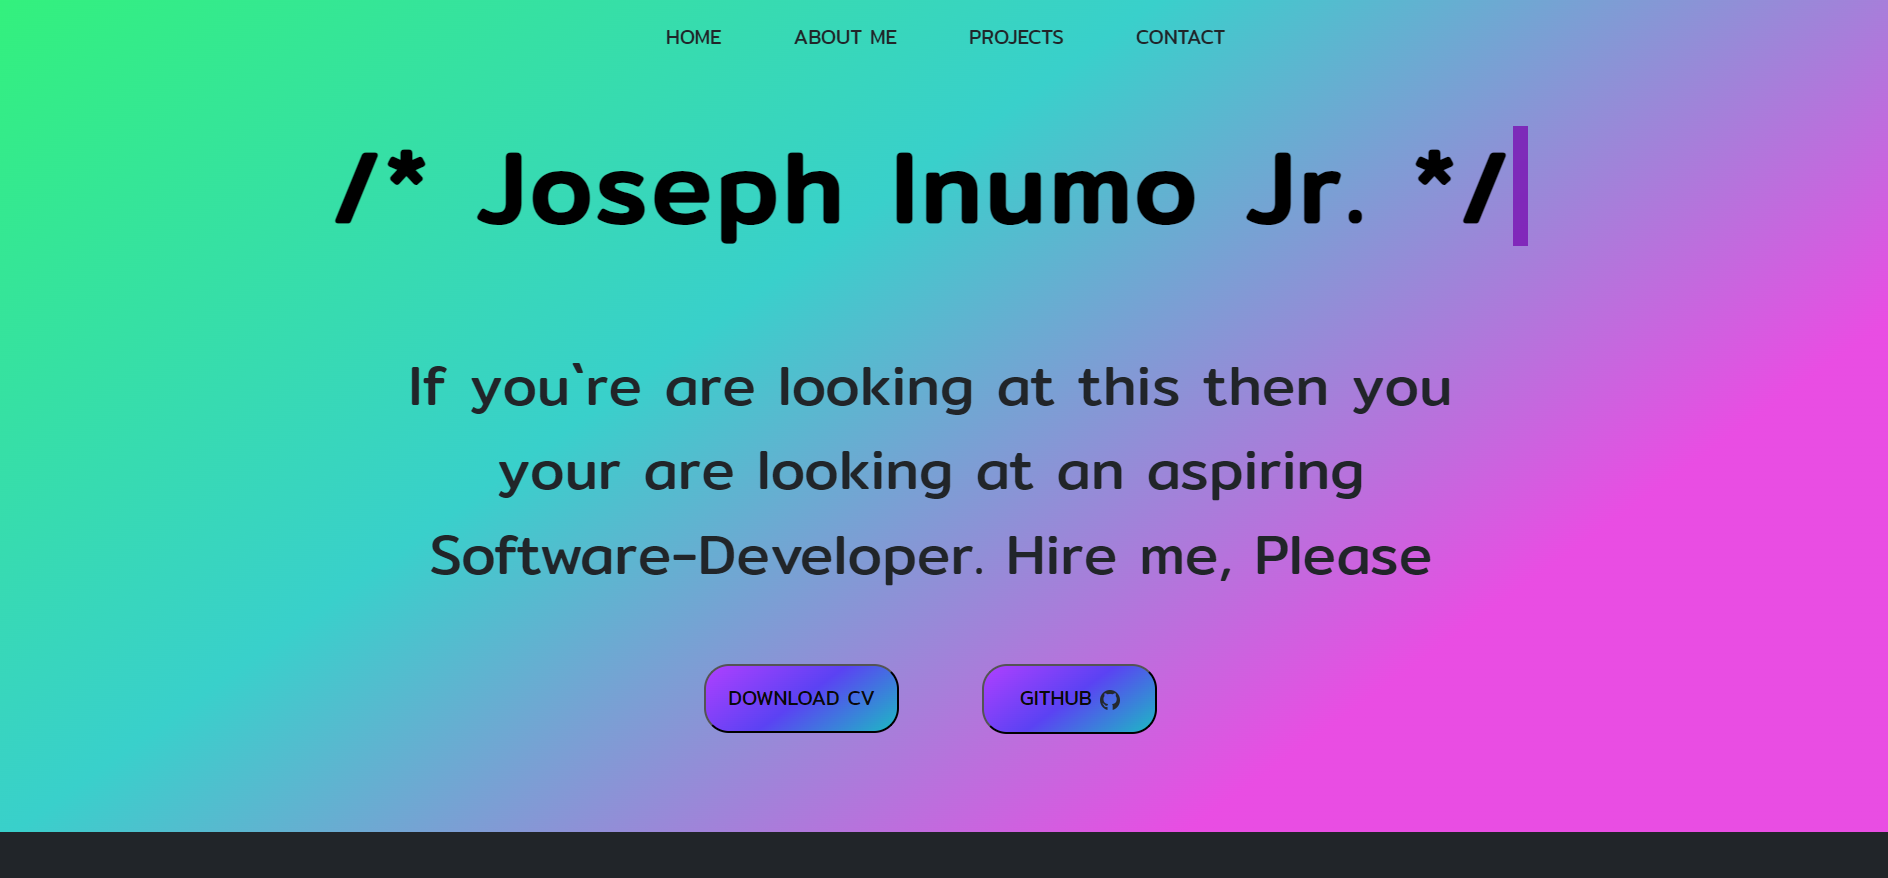 HOME ABOUT ME PROJECTS CONTACT
/* Joseph Inumo Jr. */
If you`re are looking at this then you
your are looking at an aspiring
Software-Developer. Hire me, Please
DOWNLOAD CV GITHUB